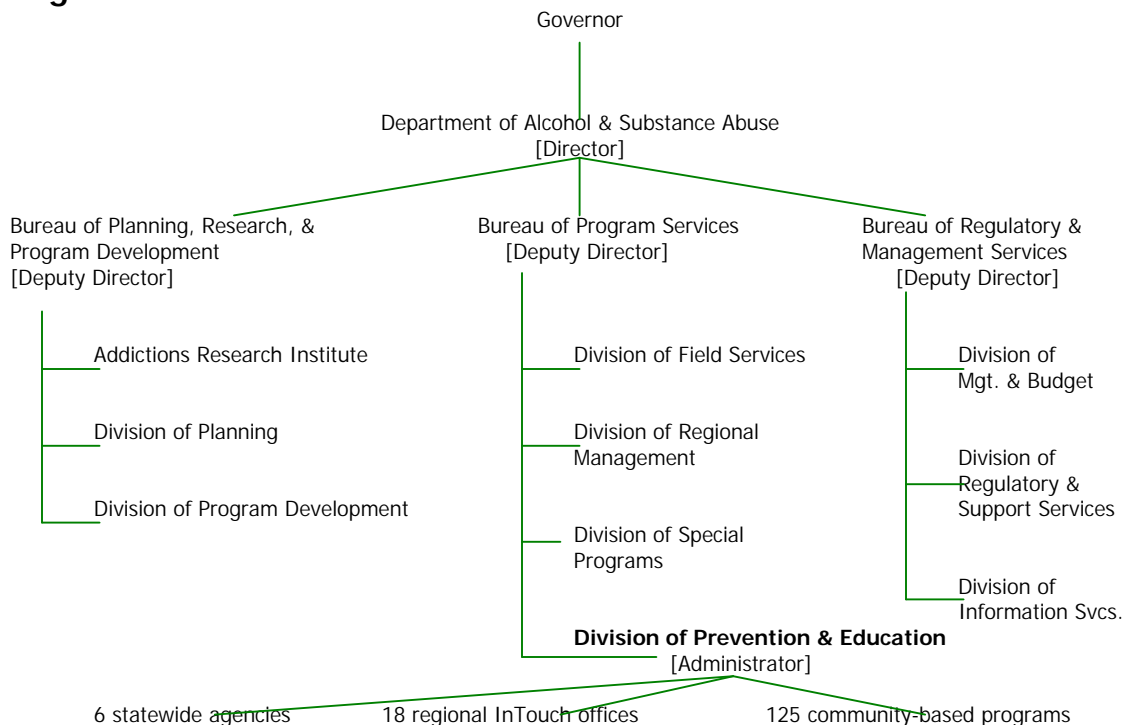 Governor
Department of Alcohol & Substance Abuse
[Director]
Bureau of Planning, Research, &
Program Development
[Deputy Director]
Bureau of Program Services
[Deputy Director]
Bureau of Regulatory &
Management Services
[Deputy Director]
Addictions Research Institute
Division of Planning
Division of Program Development
Division of Field Services
Division of Regional
Management
Division of Special
Programs
Division of Prevention & Education
[Administrator]
Division of
Mgt. & Budget
Division of
Regulatory &
Support Services
Division of
Information Svcs.
6 statewide agencies
18 regional InTouch offices
125 community-based programs